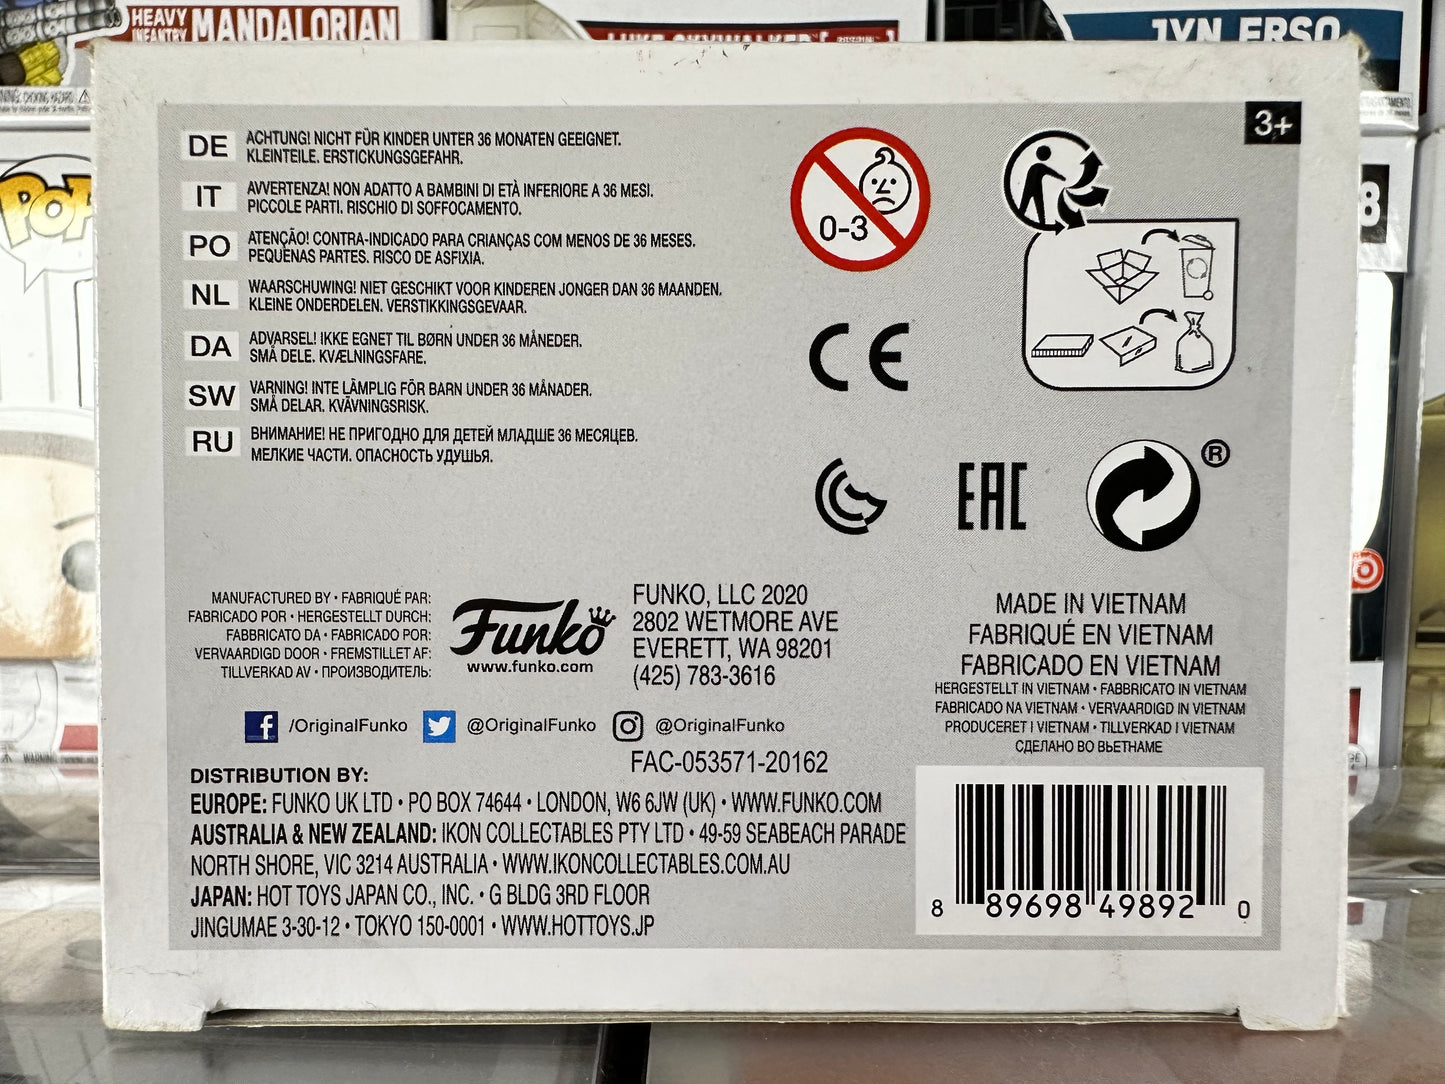 HEAVY
INFANTRY MANDALORIAN
LUKE SKYWALKER
JYN ERSO
POP
8
3+
DE ACHTUNG! NICHT FÜR KINDER UNTER 36 MONATEN GEEIGNET.
KLEINTEILE. ERSTICKUNGSGEFAHR.
IT AVVERTENZA! NON ADATTO A BAMBINI DI ETÀ INFERIORE A 36 MESI.
PICCOLE PARTI. RISCHIO DI SOFFOCAMENTO.
PO ATENÇÃO! CONTRA-INDICADO PARA CRIANÇAS COM MENOS DE 36 MESES.
PEQUENAS PARTES. RISCO DE ASFIXIA.
NL WAARSCHUWING! NIET GESCHIKT VOOR KINDEREN JONGER DAN 36 MAANDEN.
KLEINE ONDERDELEN. VERSTIKKINGSGEVAAR.
DA ADVARSEL! IKKE EGNET TIL BØRN UNDER 36 MÅNEDER.
SMÅ DELE. KVÆLNINGSFARE.
SW VARNING! INTE LÄMPLIG FÖR BARN UNDER 36 MÅNADER.
SMÅ DELAR. KVÄVNINGSRISK.
RU ВНИМАНИЕ! НЕ ПРИГОДНО ДЛЯ ДЕТЕЙ МЛАДШЕ 36 МЕСЯЦЕВ.
МЕЛКИЕ ЧАСТИ. ОПАСНОСТЬ УДУШЬЯ.
0-3
CE
EAC
®
MANUFACTURED BY • FABRIQUÉ PAR:
FABRICADO POR • HERGESTELLT DURCH:
FABBRICATO DA • FABRICADO POR:
VERVAARDIGD DOOR • FREMSTILLET AF:
TILLVERKAD AV • ПРОИЗВОДИТЕЛЬ:
Funko
www.funko.com
FUNKO, LLC 2020
2802 WETMORE AVE
EVERETT, WA 98201
(425) 783-3616
MADE IN VIETNAM
FABRIQUÉ EN VIETNAM
FABRICADO EN VIETNAM
HERGESTELLT IN VIETNAM • FABBRICATO IN VIETNAM
FABRICADO NA VIETNAM • VERVAARDIGD IN VIETNAM
PRODUCERET I VIETNAM • TILLVERKAD I VIETNAM
СДЕЛАНО ВО ВЬЕТНАМЕ
/OriginalFunko @OriginalFunko @OriginalFunko
FAC-053571-20162
DISTRIBUTION BY:
EUROPE: FUNKO UK LTD • PO BOX 74644 • LONDON, W6 6JW (UK) • WWW.FUNKO.COM
AUSTRALIA & NEW ZEALAND: IKON COLLECTABLES PTY LTD • 49-59 SEABEACH PARADE
NORTH SHORE, VIC 3214 AUSTRALIA • WWW.IKONCOLLECTABLES.COM.AU
JAPAN: HOT TOYS JAPAN CO., INC. • G BLDG 3RD FLOOR
JINGUMAE 3-30-12 • TOKYO 150-0001 • WWW.HOTTOYS.JP
8 89698 49892 0